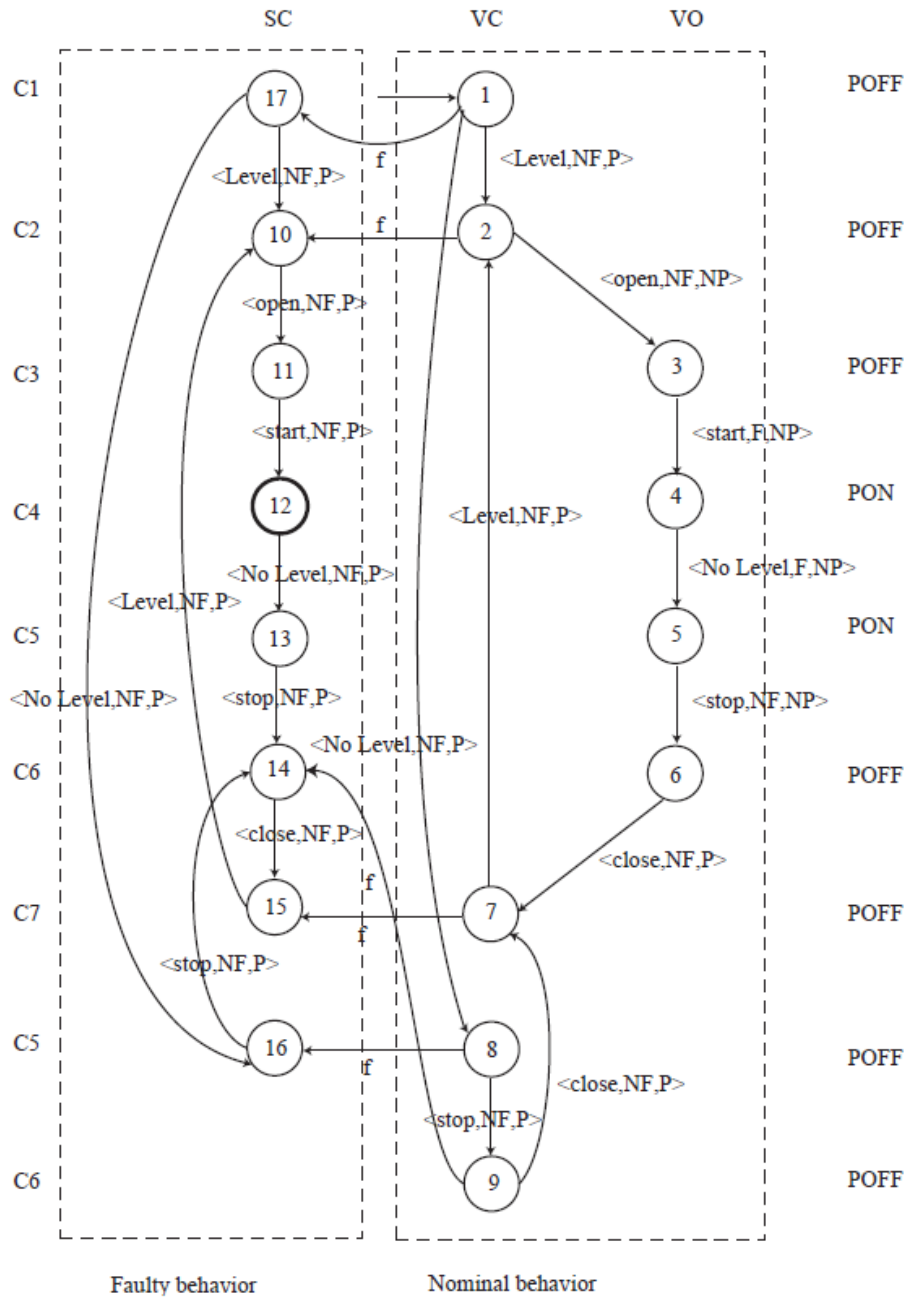 SC VC VO
C1 17 1 POFF
f
<Level,NF,P> <Level,NF,P>
C2 10 f 2 POFF
<open,NF,P> <open,NF,NP>
C3 11 3 POFF
<start,NF,P> <start,F,NP>
C4 12 4 PON
<Level,NF,P>
<No Level,NF,P> <No Level,F,NP>
<Level,NF,P>
C5 13 5 PON
<No Level,NF,P> <stop,NF,P> <stop,NF,NP>
<No Level,NF,P>
C6 14 6 POFF
<close,NF,P> <close,NF,P>
f
C7 15 7 POFF
f
<stop,NF,P>
C5 16 8 POFF
f
<close,NF,P>
<stop,NF,P>
C6 9 POFF
Faulty behavior Nominal behavior